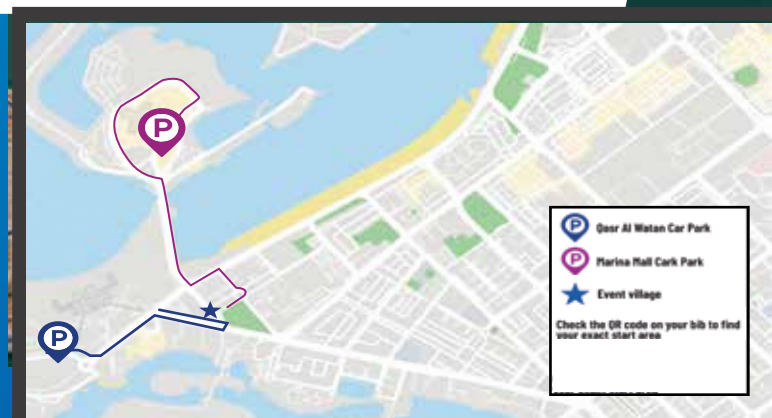 P
P
P Qasr Al Watan Car Park
P Marina Mall Cark Park
Event village
Check the QR code on your bib to find
your exact start area